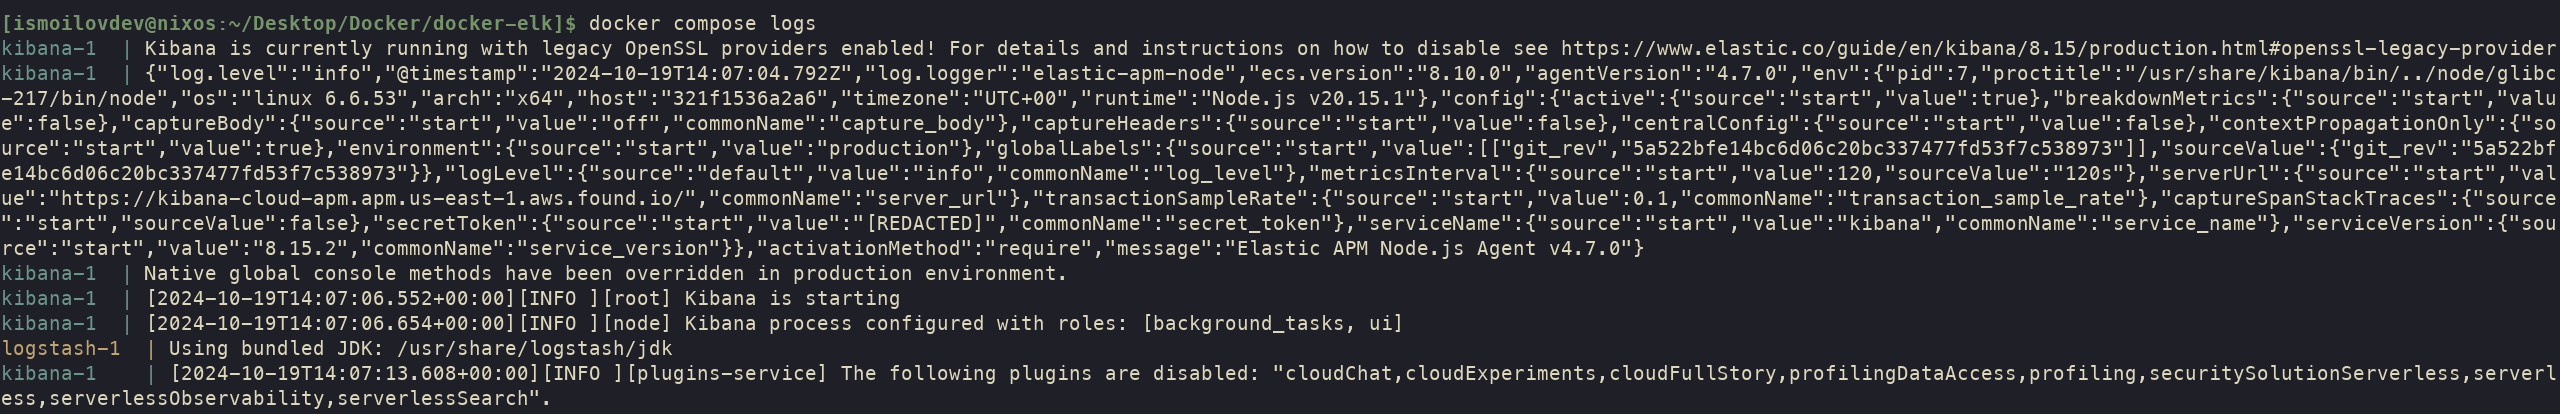 [ismoilovdev@nixos:~/Desktop/Docker/docker-elk]$ docker compose logs
kibana-1  | Kibana is currently running with legacy OpenSSL providers enabled! For details and instructions on how to disable see https://www.elastic.co/guide/en/kibana/8.15/production.html#openssl-legacy-provider
kibana-1  | {"log.level":"info","@timestamp":"2024-10-19T14:07:04.792Z","log.logger":"elastic-apm-node","ecs.version":"8.10.0","agentVersion":"4.7.0","env":{"pid":7,"proctitle":"/usr/share/kibana/bin/../node/glibc
-217/bin/node","os":"linux 6.6.53","arch":"x64","host":"321f1536a2a6","timezone":"UTC+00","runtime":"Node.js v20.15.1"},"config":{"active":{"source":"start","value":true},"breakdownMetrics":{"source":"start","valu
e":false},"captureBody":{"source":"start","value":"off","commonName":"capture_body"},"captureHeaders":{"source":"start","value":false},"centralConfig":{"source":"start","value":false},"contextPropagationOnly":{"so
urce":"start","value":true},"environment":{"source":"start","value":"production"},"globalLabels":{"source":"start","value":[["git_rev","5a522bfe14bc6d06c20bc337477fd53f7c538973"]],"sourceValue":{"git_rev":"5a522bf
e14bc6d06c20bc337477fd53f7c538973"}},"logLevel":{"source":"default","value":"info","commonName":"log_level"},"metricsInterval":{"source":"start","value":120,"sourceValue":"120s"},"serverUrl":{"source":"start","val
ue":"https://kibana-cloud-apm.apm.us-east-1.aws.found.io/","commonName":"server_url"},"transactionSampleRate":{"source":"start","value":0.1,"commonName":"transaction_sample_rate"},"captureSpanStackTraces":{"source
":"start","sourceValue":false},"secretToken":{"source":"start","value":"[REDACTED]","commonName":"secret_token"},"serviceName":{"source":"start","value":"kibana","commonName":"service_name"},"serviceVersion":{"sou
rce":"start","value":"8.15.2","commonName":"service_version"}},"activationMethod":"require","message":"Elastic APM Node.js Agent v4.7.0"}
kibana-1  | Native global console methods have been overridden in production environment.
kibana-1  | [2024-10-19T14:07:06.552+00:00][INFO ][root] Kibana is starting
kibana-1  | [2024-10-19T14:07:06.654+00:00][INFO ][node] Kibana process configured with roles: [background_tasks, ui]
logstash-1  | Using bundled JDK: /usr/share/logstash/jdk
kibana-1    | [2024-10-19T14:07:13.608+00:00][INFO ][plugins-service] The following plugins are disabled: "cloudChat,cloudExperiments,cloudFullStory,profilingDataAccess,profiling,securitySolutionServerless,serverl
ess,serverlessObservability,serverlessSearch".